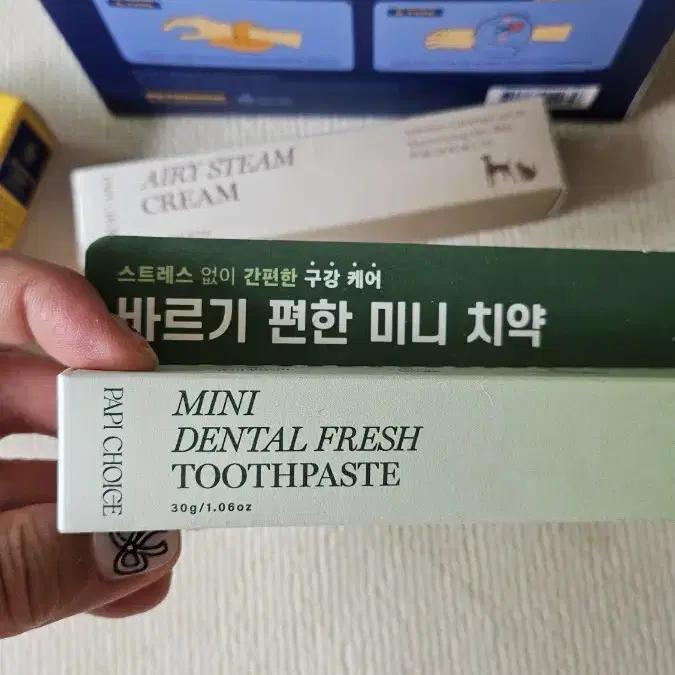 AIRY STEAM
CREAM
스트레스 없이 간편한 구강 케어
바르기 편한 미니 치약
PAPI CHOICE
MINI
DENTAL FRESH
TOOTHPASTE
30g/1.06oz